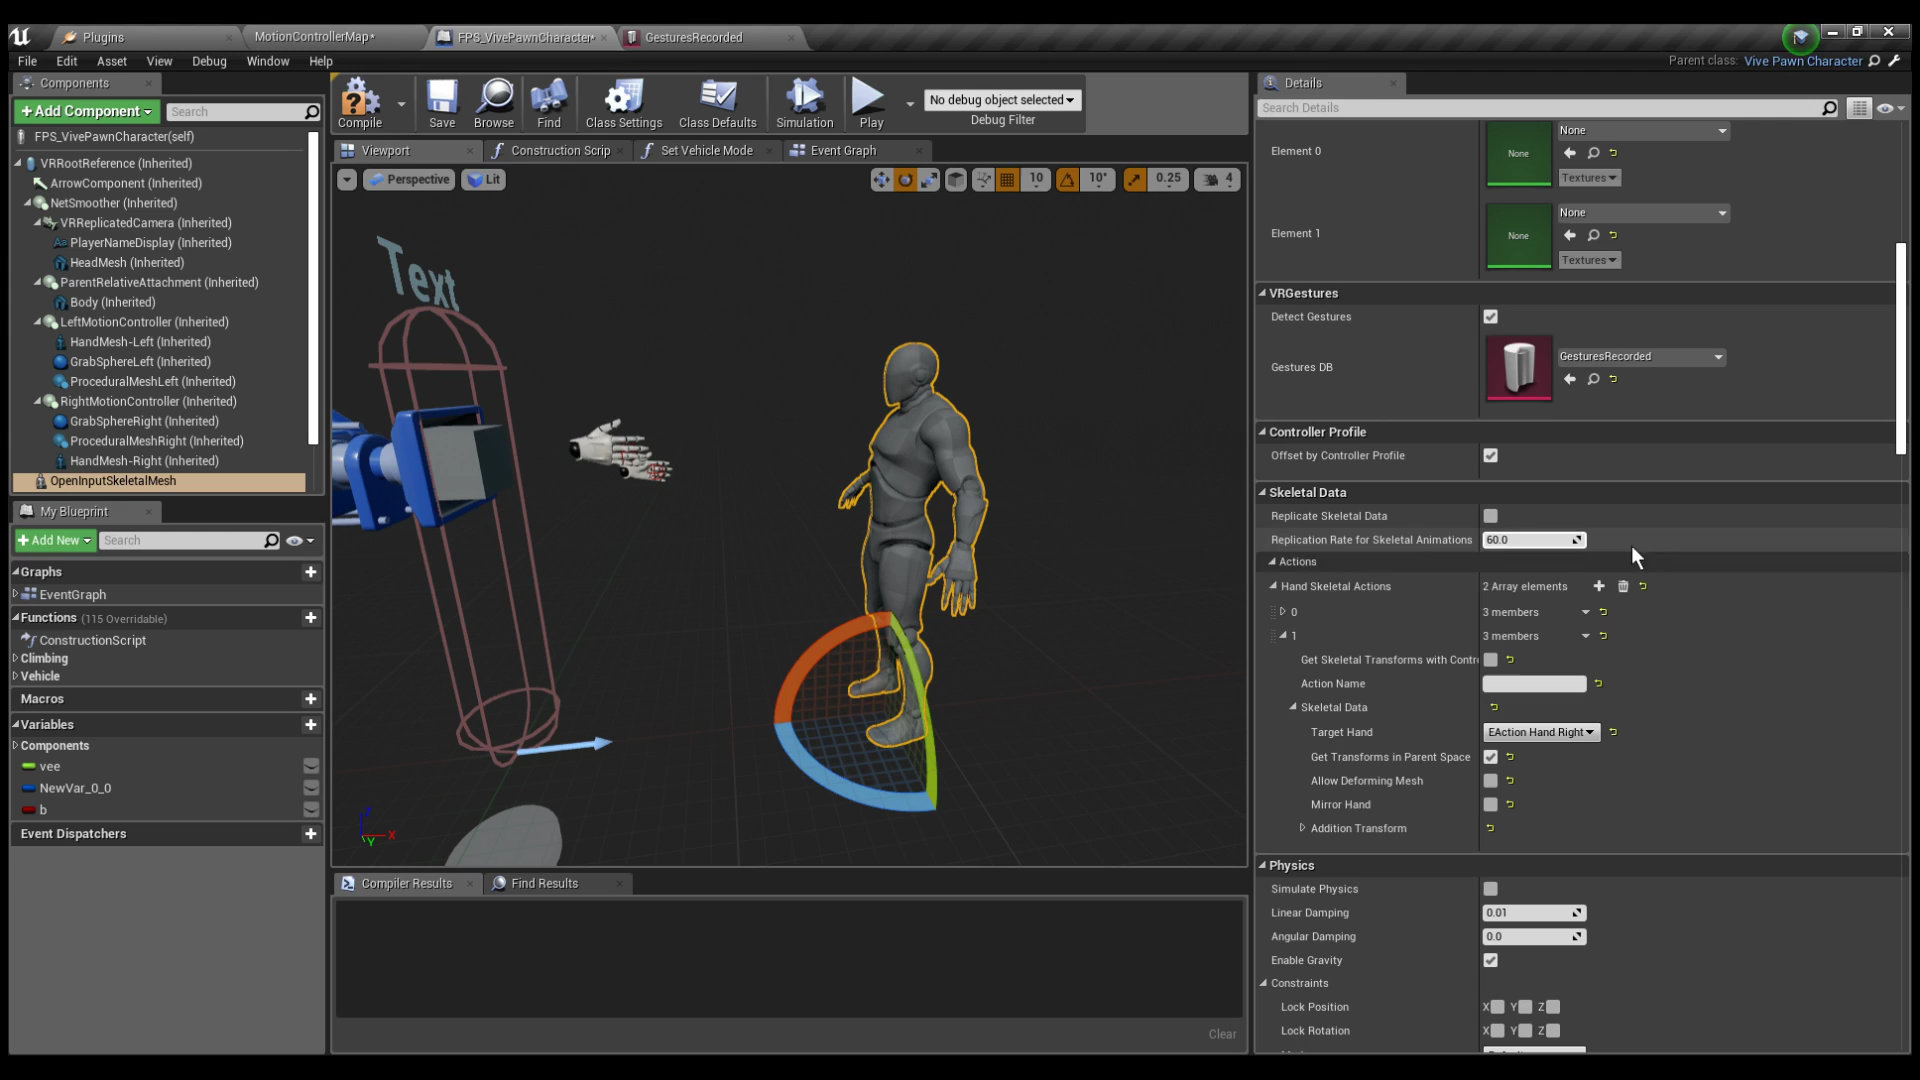 Plugins
MotionControllerMap*
FPS_VivePawnCharacter*
GesturesRecorded
File Edit Asset View Debug Window Help
Parent class: Vive Pawn Character
Components
+Add Component
Search
FPS_VivePawnCharacter(self)
VRRootReference (Inherited)
ArrowComponent (Inherited)
NetSmoother (Inherited)
VRReplicatedCamera (Inherited)
PlayerNameDisplay (Inherited)
HeadMesh (Inherited)
ParentRelativeAttachment (Inherited)
Body (Inherited)
LeftMotionController (Inherited)
HandMesh-Left (Inherited)
GrabSphereLeft (Inherited)
ProceduralMeshLeft (Inherited)
RightMotionController (Inherited)
GrabSphereRight (Inherited)
ProceduralMeshRight (Inherited)
HandMesh-Right (Inherited)
OpenInputSkeletalMesh
My Blueprint
+Add New
Search
Graphs
EventGraph
Functions (115 Overridable)
ConstructionScript
Climbing
Vehicle
Macros
Variables
Components
vee
NewVar_0_0
b
Event Dispatchers
Compile
Save
Browse
Find
Class Settings
Class Defaults
Simulation
Play
No debug object selected
Debug Filter
Viewport
Construction Scrip
Set Vehicle Mode
Event Graph
Perspective
Lit
10
10°
0.25
4
Text
Z
X
Y
Compiler Results
Find Results
Clear
Details
Search Details
Element 0
None
None
Textures
Element 1
None
None
Textures
VRGestures
Detect Gestures
Gestures DB
GesturesRecorded
Controller Profile
Offset by Controller Profile
Skeletal Data
Replicate Skeletal Data
Replication Rate for Skeletal Animations 60.0
Actions
Hand Skeletal Actions 2 Array elements
0 3 members
1 3 members
Get Skeletal Transforms with Contr
Action Name
Skeletal Data
Target Hand EAction Hand Right
Get Transforms in Parent Space
Allow Deforming Mesh
Mirror Hand
Addition Transform
Physics
Simulate Physics
Linear Damping 0.01
Angular Damping 0.0
Enable Gravity
Constraints
Lock Position X Y Z
Lock Rotation X Y Z